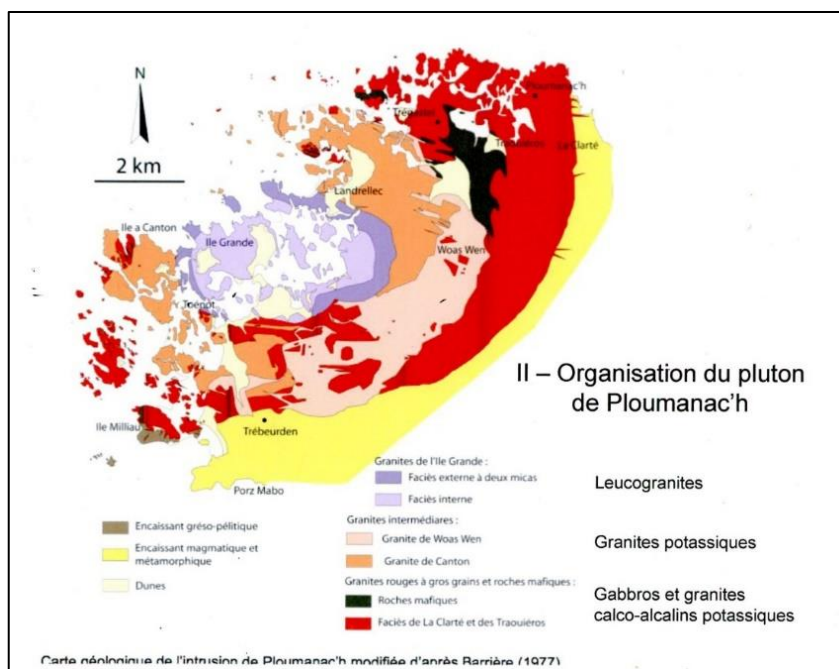 N
2 km
Ploumanac'h
Trégastel
Traouiéros
La Clarté
Landrellec
Ile a Canton
Ile Grande
Woas Wen
Toënot
II – Organisation du pluton
de Ploumanac'h
Ile Milliau
Trébeurden
Porz Mabo
Granites de l'Ile Grande :
Faciès externe à deux micas
Faciès interne
Leucogranites
Encaissant gréso-pélitique
Encaissant magmatique et
métamorphique
Dunes
Granites intermédiares :
Granite de Woas Wen
Granite de Canton
Granites potassiques
Granites rouges à gros grains et roches mafiques :
Roches mafiques
Faciès de La Clarté et des Traouiéros
Gabbros et granites
calco-alcalins potassiques
Carte géologique de l'intrusion de Ploumanac'h modifiée d'après Barrière (1977)